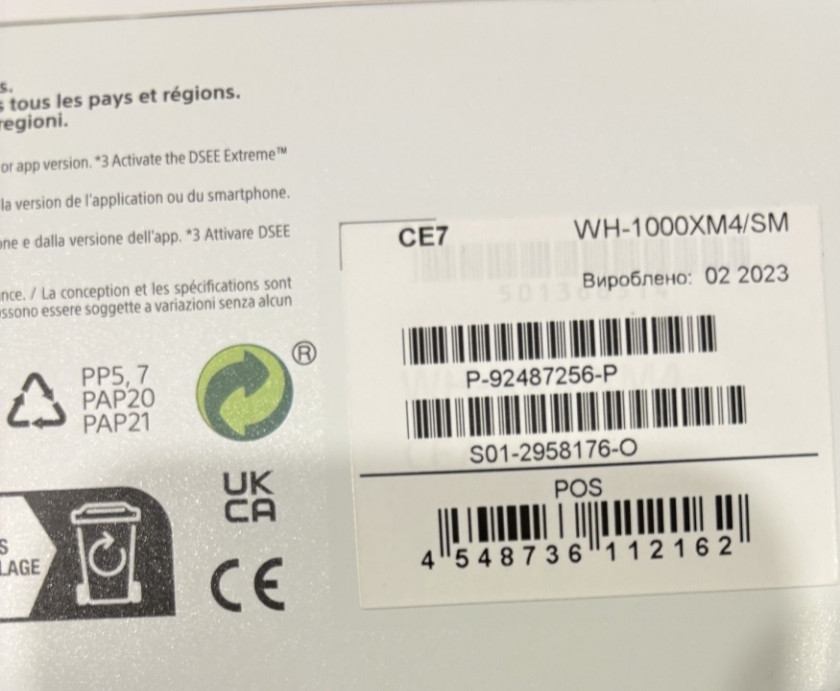 s.
s tous les pays et régions.
regioni.
or app version. *3 Activate the DSEE Extreme™
la version de l'application ou du smartphone.
one e dalla versione dell'app. *3 Attivare DSEE
nce. / La conception et les spécifications sont
ossono essere soggette a variazioni senza alcun
PP5, 7
PAP20
PAP21
®
UK
CA
CE
S
LAGE
CE7
WH-1000XM4/SM
Вироблено: 02 2023
P-92487256-P
S01-2958176-O
POS
4 548736 112162